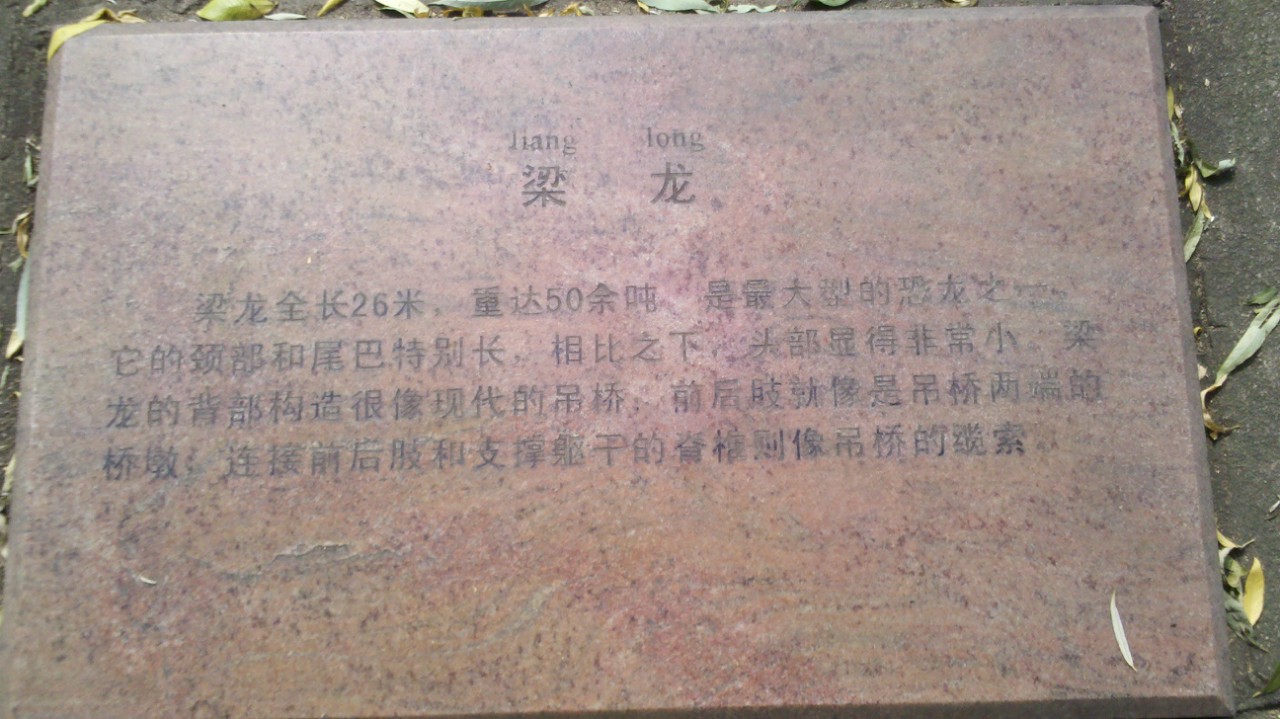 liang long
梁 龙
梁龙全长26米，重达50余吨，是最大型的恐龙之一。
它的颈部和尾巴特别长，相比之下，头部显得非常小。梁
龙的背部构造很像现代的吊桥，前后肢就像是吊桥两端的
桥墩；连接前后肢和支撑躯干的脊椎则像吊桥的缆索。